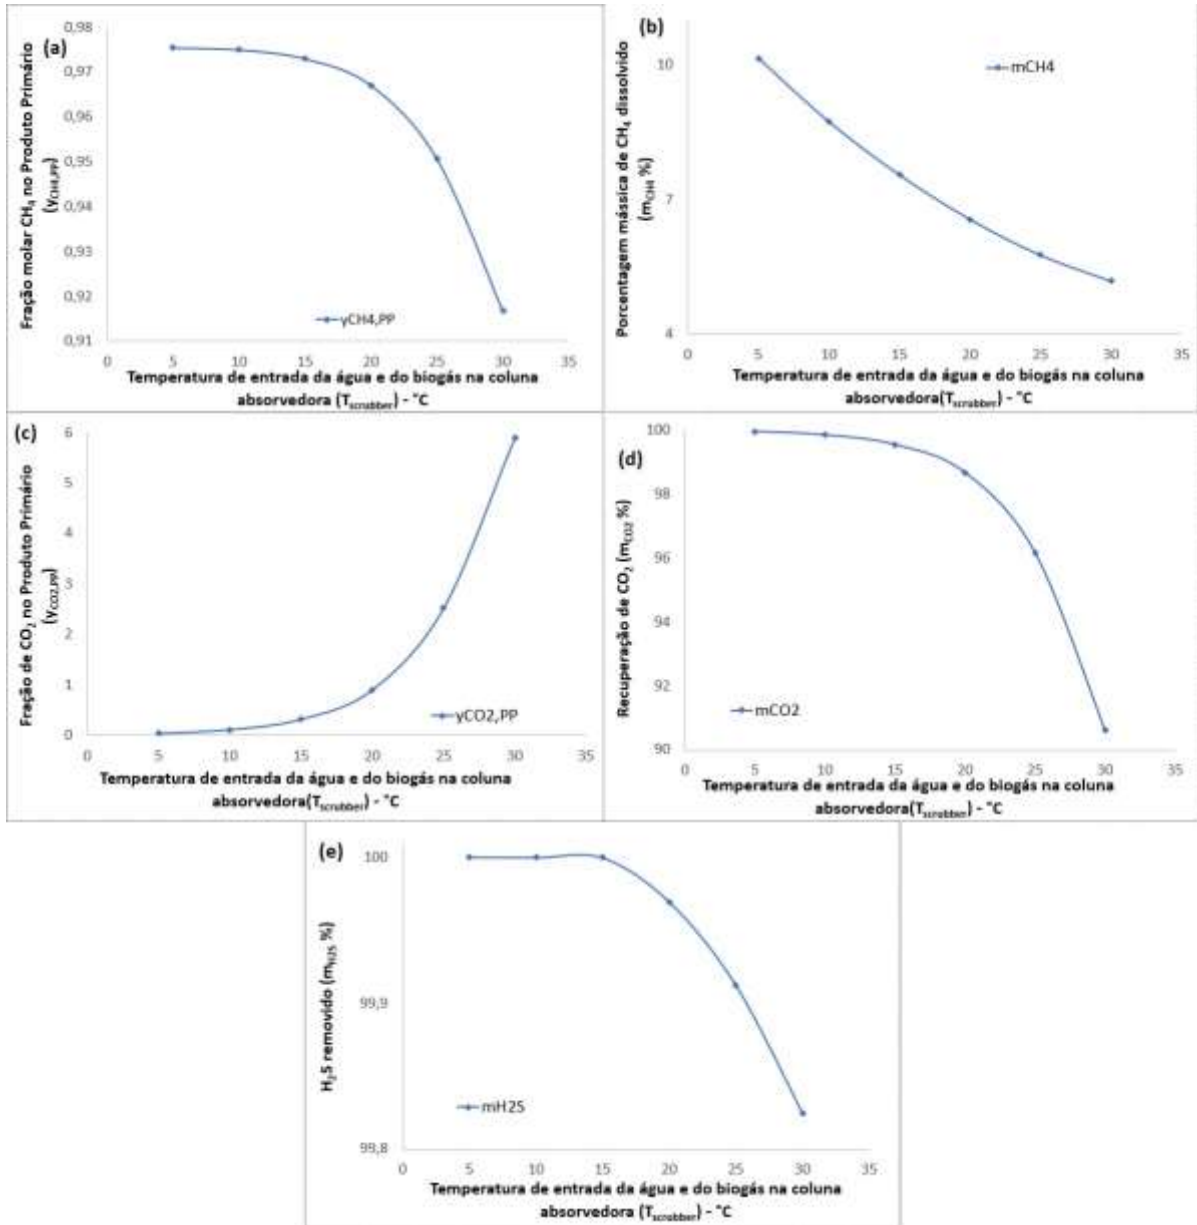 (a)
Fração molar CH₄ no Produto Primário
(yCH4,PP)
0,98
0,97
0,96
0,95
0,94
0,93
0,92
0,91
yCH4,PP
0 5 10 15 20 25 30 35
Temperatura de entrada da água e do biogás na coluna
absorvedora (Tscrubber) - °C
(b)
Porcentagem mássica de CH₄ dissolvido
(mCH4 %)
10
7
4
mCH4
0 5 10 15 20 25 30 35
Temperatura de entrada da água e do biogás na coluna
absorvedora(Tscrubber) - °C
(c)
Fração de CO₂ no Produto Primário
(yCO2,PP)
6
5
4
3
2
1
0
yCO2,PP
0 5 10 15 20 25 30 35
Temperatura de entrada da água e do biogás na coluna
absorvedora(Tscrubber) - °C
(d)
Recuperação de CO₂ (mCO2 %)
100
98
96
94
92
90
mCO2
0 5 10 15 20 25 30 35
Temperatura de entrada da água e do biogás na coluna
absorvedora(Tscrubber) - °C
(e)
H₂S removido (mH2S %)
100
99,9
99,8
mH2S
0 5 10 15 20 25 30 35
Temperatura de entrada da água e do biogás na coluna
absorvedora (Tscrubber) - °C